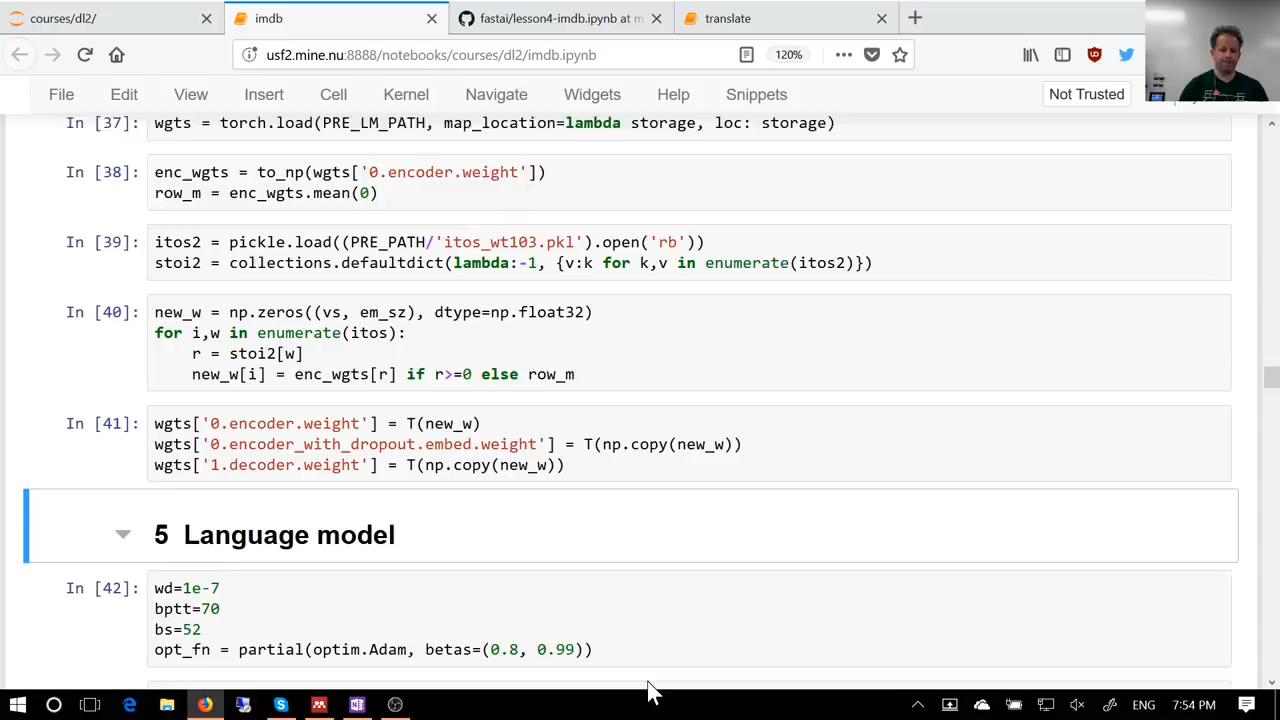 courses/dl2/
imdb
fastai/lesson4-imdb.ipynb at m
translate
usf2.mine.nu:8888/notebooks/courses/dl2/imdb.ipynb
120%
File Edit View Insert Cell Kernel Navigate Widgets Help Snippets
Not Trusted
In [37]: wgts = torch.load(PRE_LM_PATH, map_location=lambda storage, loc: storage)
In [38]: enc_wgts = to_np(wgts['0.encoder.weight'])
row_m = enc_wgts.mean(0)
In [39]: itos2 = pickle.load((PRE_PATH/'itos_wt103.pkl').open('rb'))
stoi2 = collections.defaultdict(lambda:-1, {v:k for k,v in enumerate(itos2)})
In [40]: new_w = np.zeros((vs, em_sz), dtype=np.float32)
for i,w in enumerate(itos):
    r = stoi2[w]
    new_w[i] = enc_wgts[r] if r>=0 else row_m
In [41]: wgts['0.encoder.weight'] = T(new_w)
wgts['0.encoder_with_dropout.embed.weight'] = T(np.copy(new_w))
wgts['1.decoder.weight'] = T(np.copy(new_w))
5 Language model
In [42]: wd=1e-7
bptt=70
bs=52
opt_fn = partial(optim.Adam, betas=(0.8, 0.99))
ENG 7:54 PM